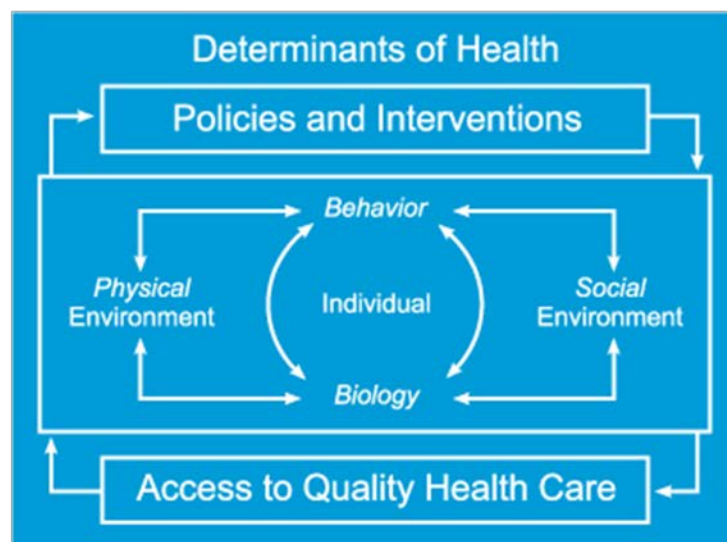 Determinants of Health
Policies and Interventions
Behavior
Physical
Environment
Individual
Social
Environment
Biology
Access to Quality Health Care